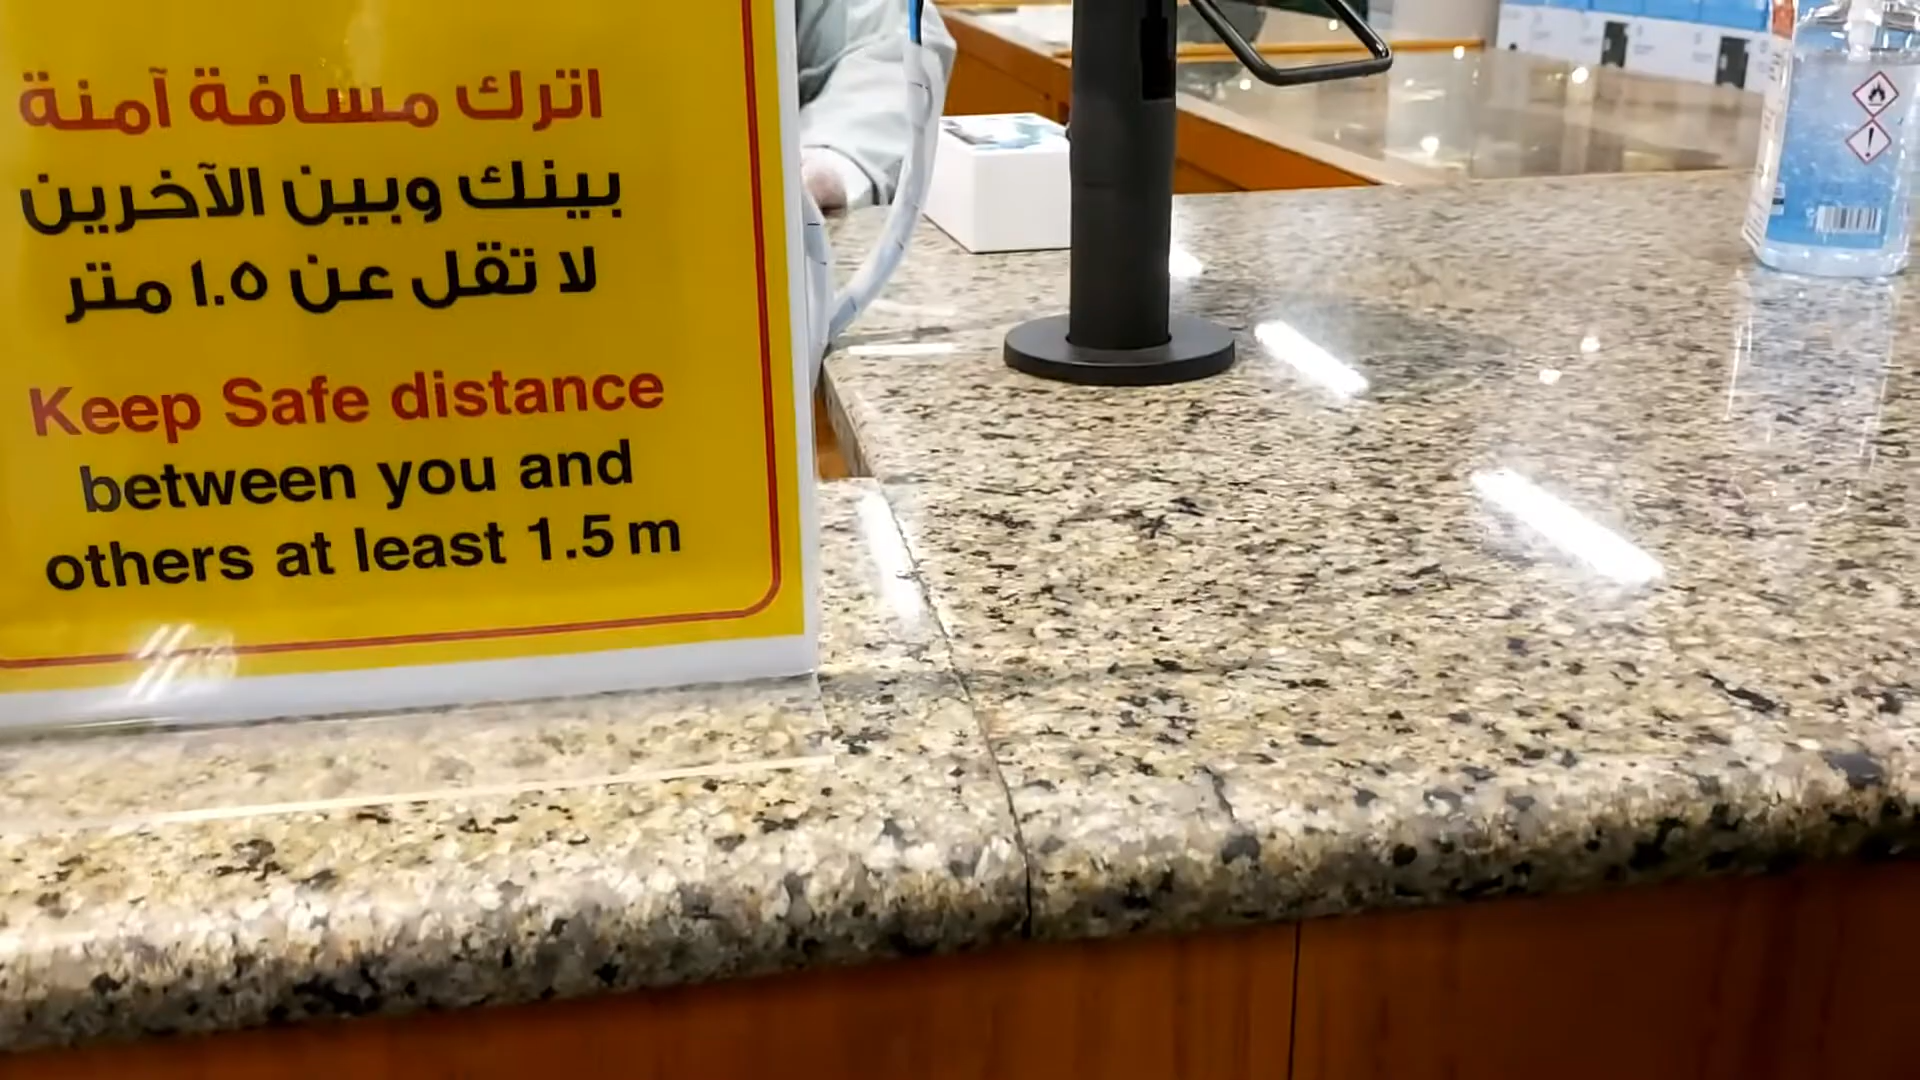 اترك مسافة آمنة
بينك وبين الآخرين
لا تقل عن ١.٥ متر
Keep Safe distance
between you and
others at least 1.5 m